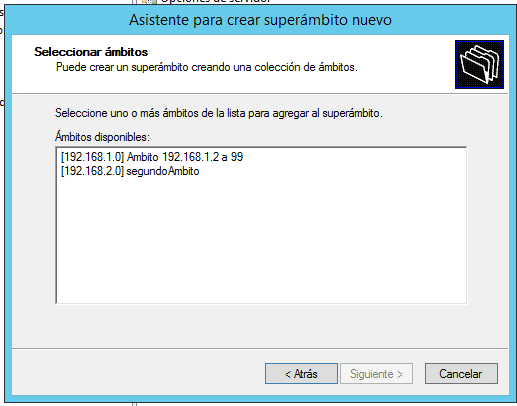 Opciones de servidor
Asistente para crear superámbito nuevo
Seleccionar ámbitos
Puede crear un superámbito creando una colección de ámbitos.
Seleccione uno o más ámbitos de la lista para agregar al superámbito.
Ámbitos disponibles:
[192.168.1.0] Ambito 192.168.1.2 a 99
[192.168.2.0] segundoAmbito
< Atrás
Siguiente >
Cancelar